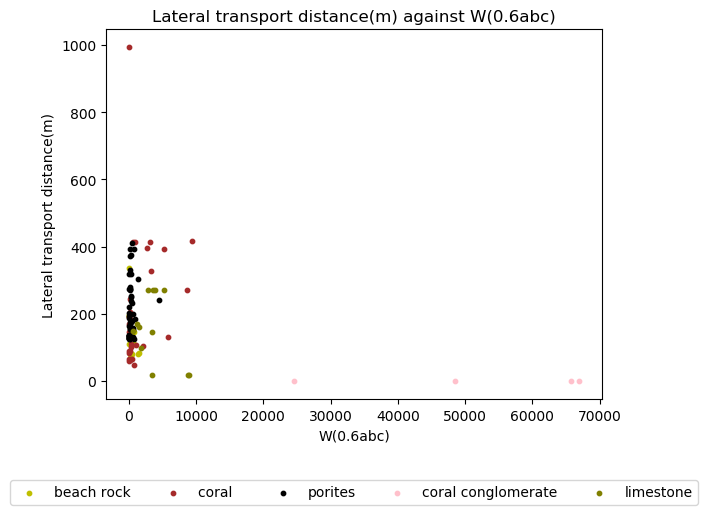 Lateral transport distance(m) against W(0.6abc)
1000
800
600
400
200
0
Lateral transport distance(m)
0 10000 20000 30000 40000 50000 60000 70000
W(0.6abc)
beach rock coral porites coral conglomerate limestone